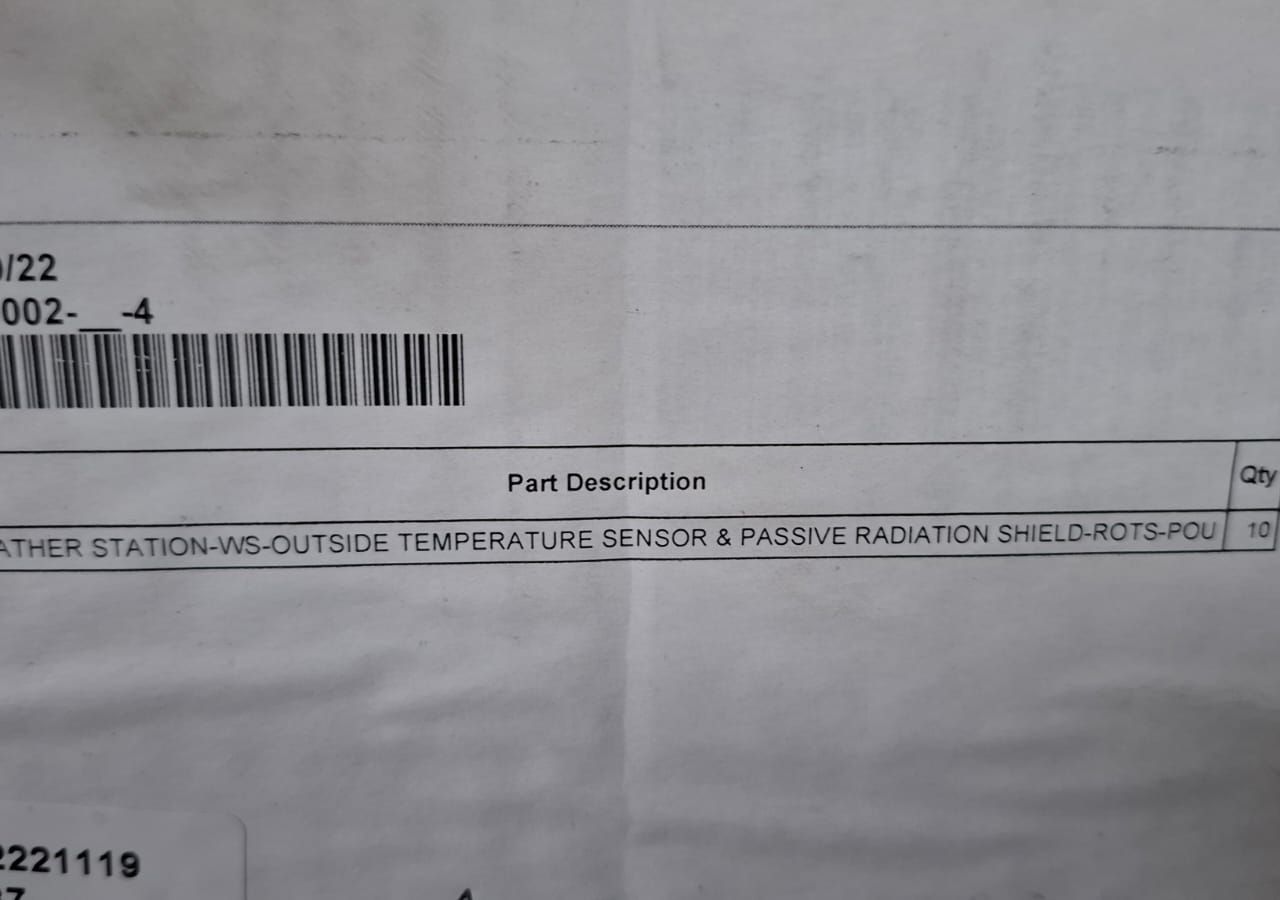 /22
002-__-4
Part Description
Qty
ATHER STATION-WS-OUTSIDE TEMPERATURE SENSOR & PASSIVE RADIATION SHIELD-ROTS-POU 10
2221119